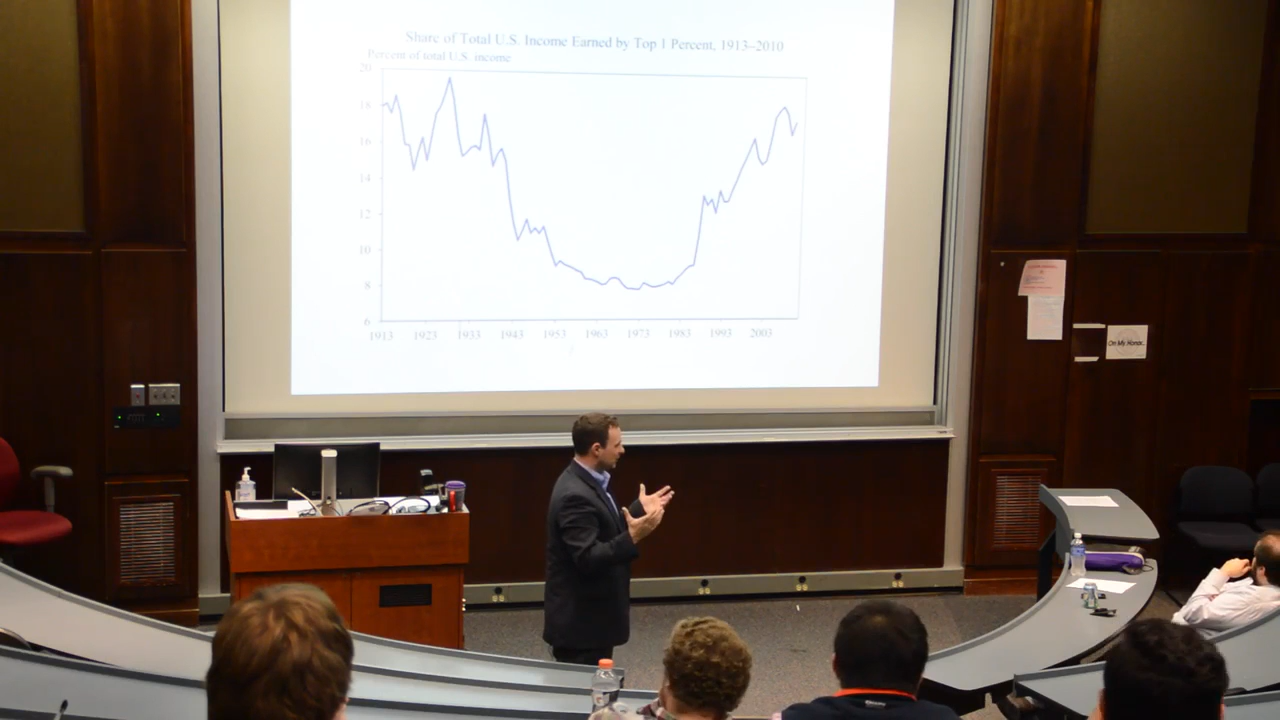 Share of Total U.S. Income Earned by Top 1 Percent, 1913–2010
Percent of total U.S. income
20
18
16
14
12
10
8
6
1913 1923 1933 1943 1953 1963 1973 1983 1993 2003
On My Honor...